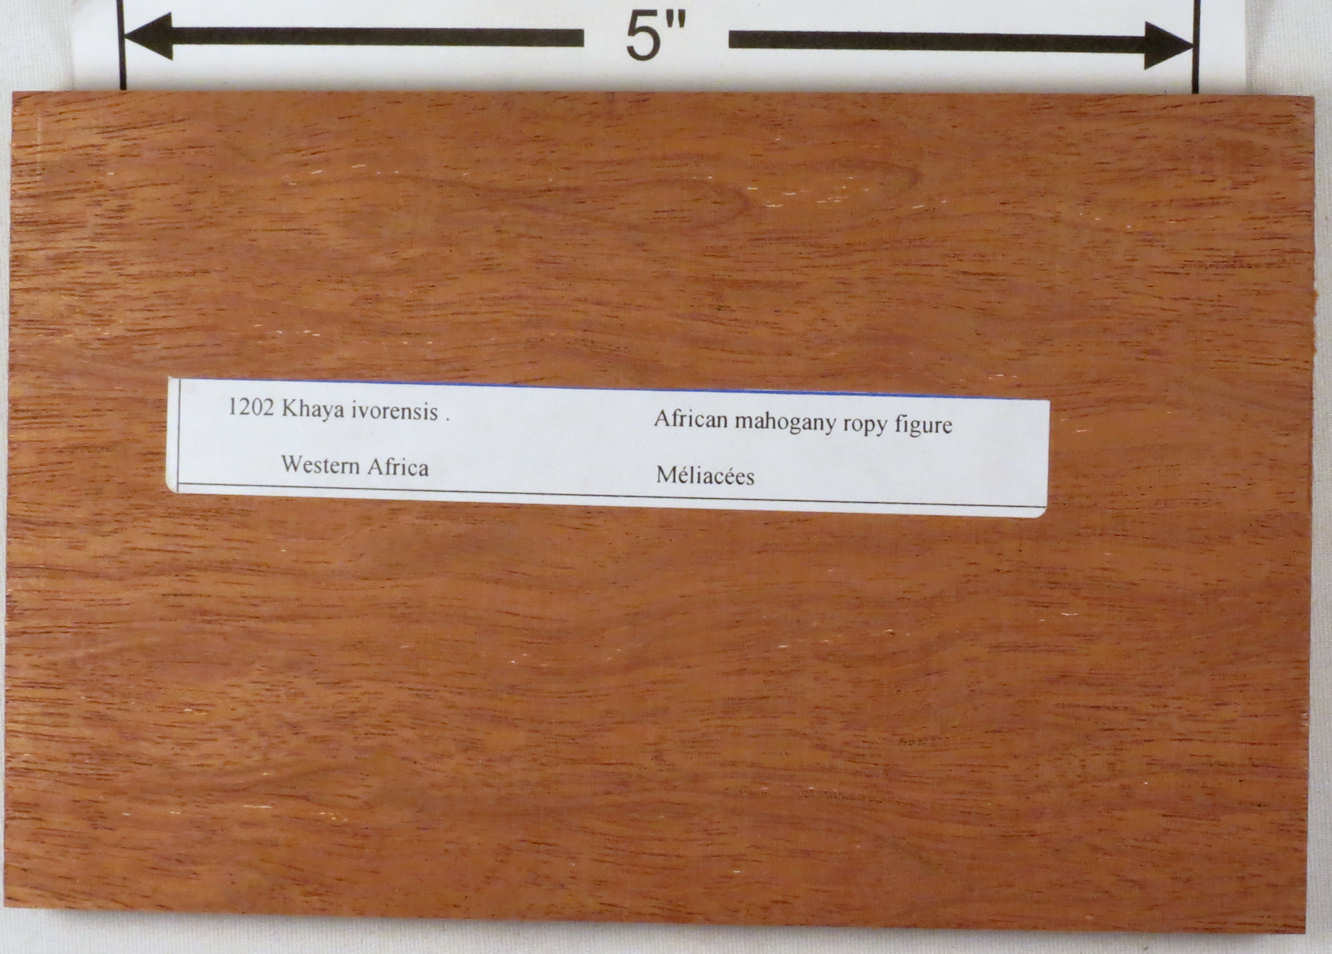 5"
1202 Khaya ivorensis . African mahogany ropy figure
Western Africa Méliacées